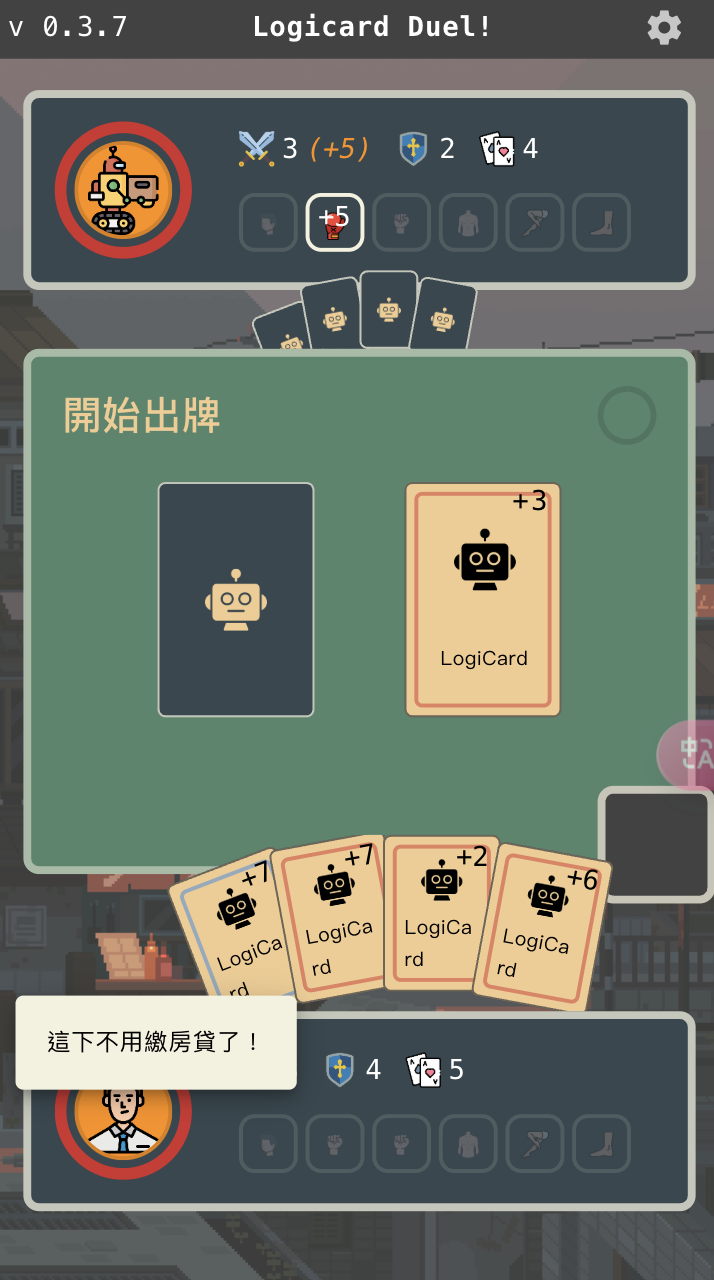 v 0.3.7
Logicard Duel!
3 (+5) 2 4
+5
開始出牌
+3
LogiCard
+7
LogiCa
rd
+7
LogiCa
rd
+2
LogiCa
rd
+6
LogiCa
rd
中A
這下不用繳房貸了！
4 5